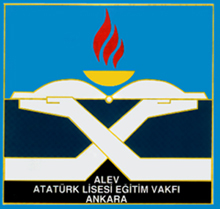 ALEV
ATATÜRK LİSESİ EĞİTİM VAKFI
ANKARA